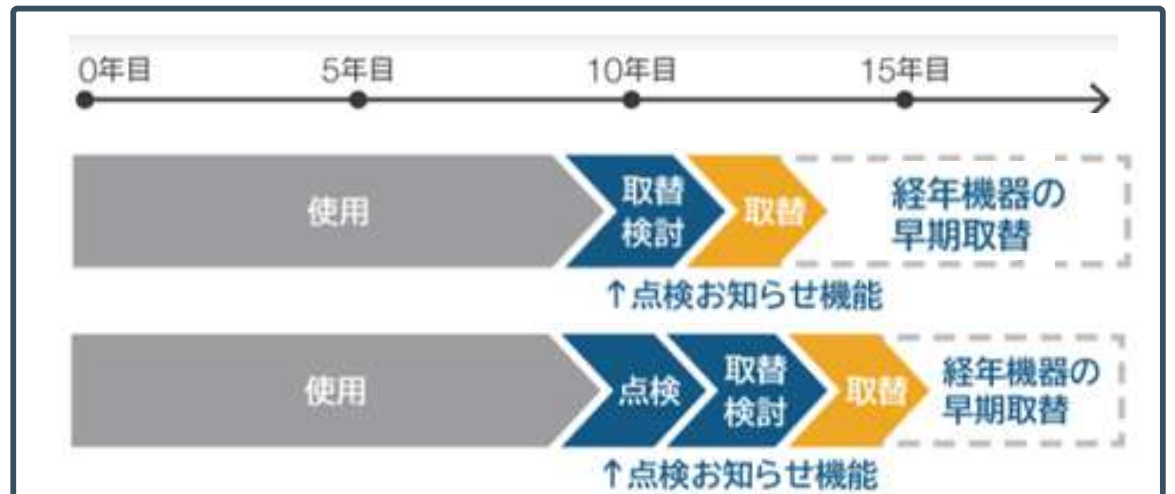 0年目 5年目 10年目 15年目
使用 取替検討 取替 経年機器の早期取替
↑点検お知らせ機能
使用 点検 取替検討 取替 経年機器の早期取替
↑点検お知らせ機能